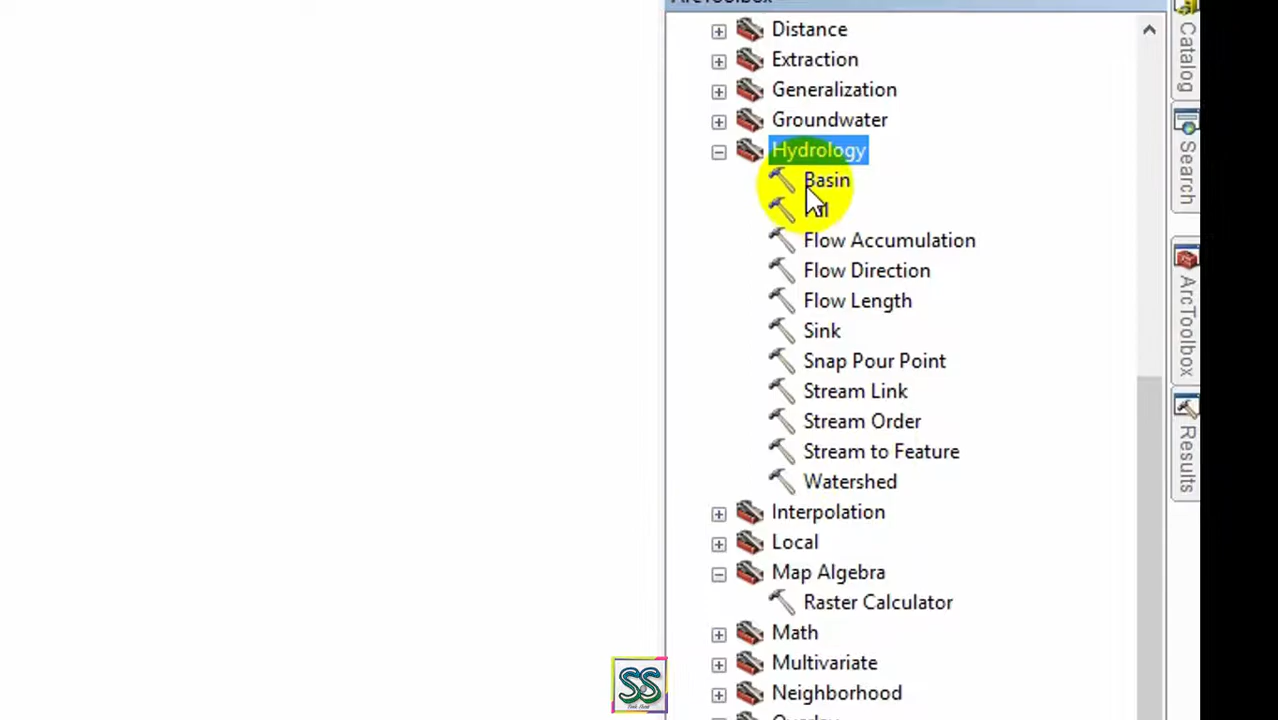 ArcToolbox
Distance
Extraction
Generalization
Groundwater
Hydrology
Basin
Flow Accumulation
Flow Direction
Flow Length
Sink
Snap Pour Point
Stream Link
Stream Order
Stream to Feature
Watershed
Interpolation
Local
Map Algebra
Raster Calculator
Math
Multivariate
Neighborhood
Overlay
Catalog
Search
ArcToolbox
Results
SS